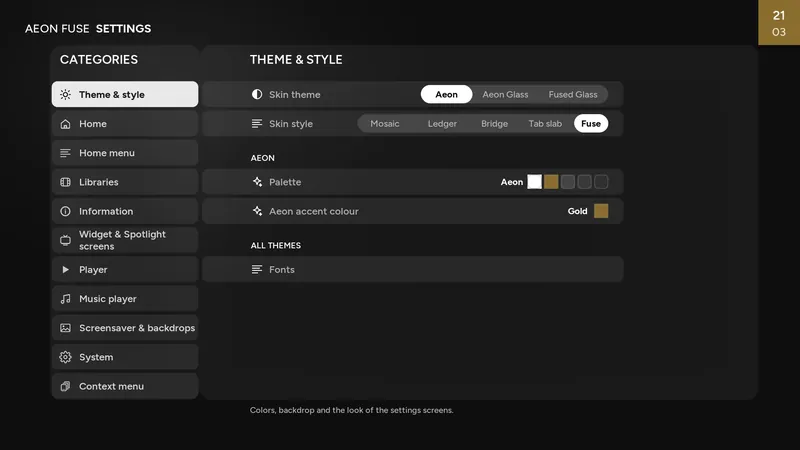 AEON FUSE SETTINGS
21
03
CATEGORIES
Theme & style
Home
Home menu
Libraries
Information
Widget & Spotlight
screens
Player
Music player
Screensaver & backdrops
System
Context menu
THEME & STYLE
Skin theme
Aeon Aeon Glass Fused Glass
Skin style
Mosaic Ledger Bridge Tab slab Fuse
AEON
Palette
Aeon
Aeon accent colour
Gold
ALL THEMES
Fonts
Colors, backdrop and the look of the settings screens.